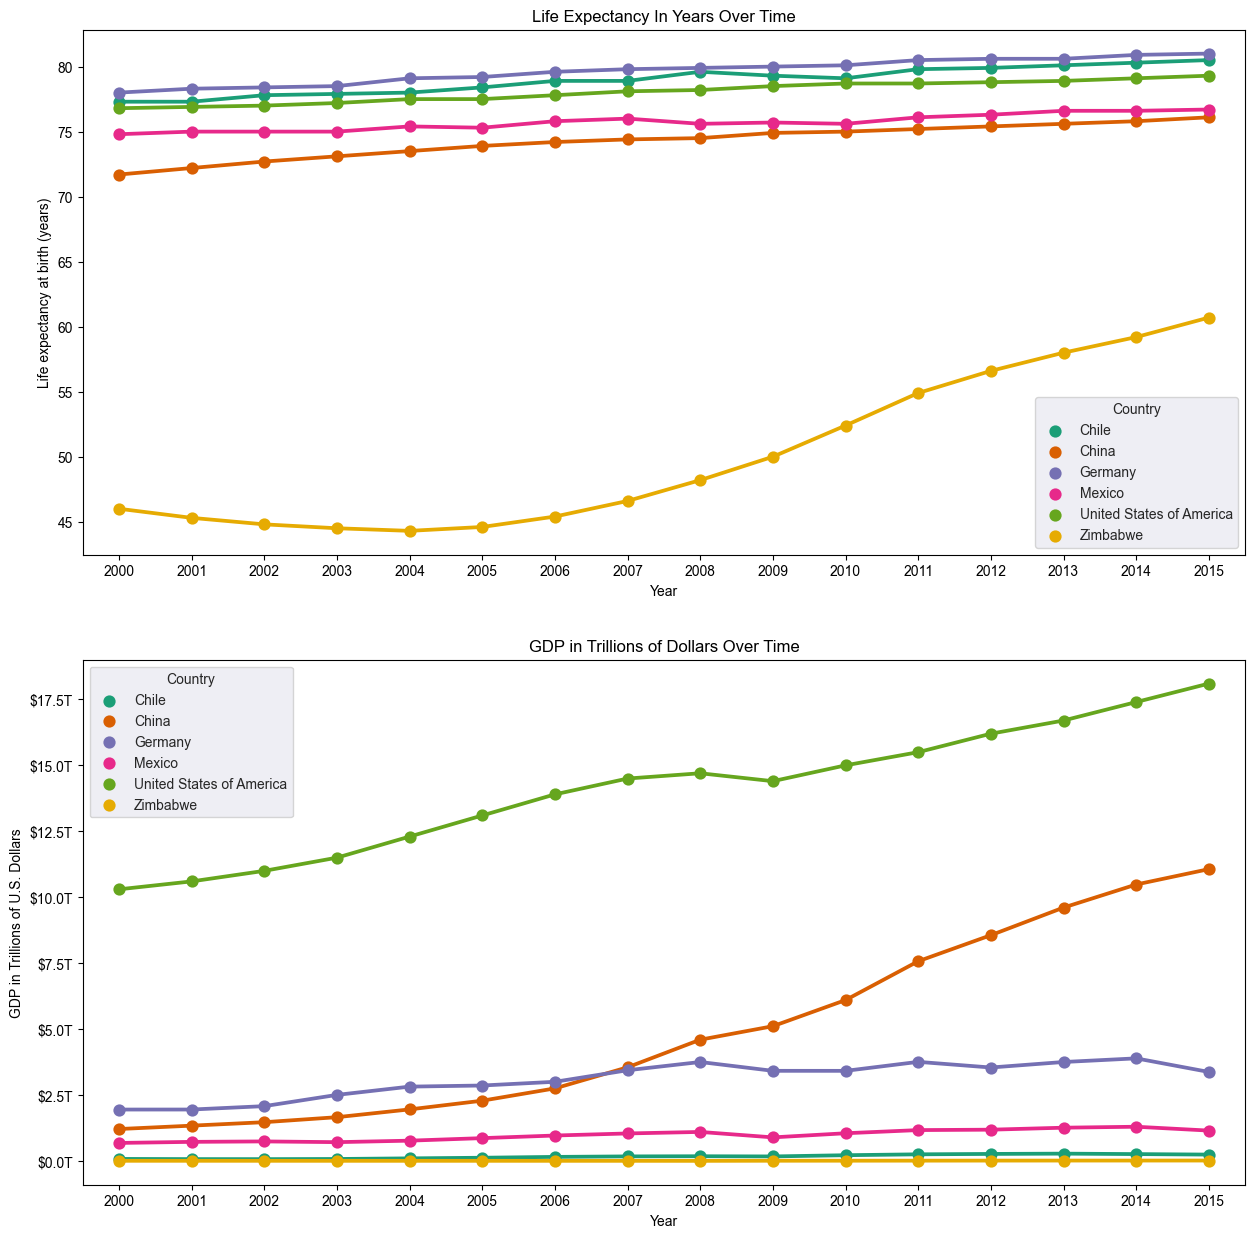 Life Expectancy In Years Over Time
Life expectancy at birth (years)
80
75
70
65
60
55
50
45
Country
Chile
China
Germany
Mexico
United States of America
Zimbabwe
2000 2001 2002 2003 2004 2005 2006 2007 2008 2009 2010 2011 2012 2013 2014 2015
Year
GDP in Trillions of Dollars Over Time
GDP in Trillions of U.S. Dollars
$17.5T
$15.0T
$12.5T
$10.0T
$7.5T
$5.0T
$2.5T
$0.0T
Country
Chile
China
Germany
Mexico
United States of America
Zimbabwe
2000 2001 2002 2003 2004 2005 2006 2007 2008 2009 2010 2011 2012 2013 2014 2015
Year